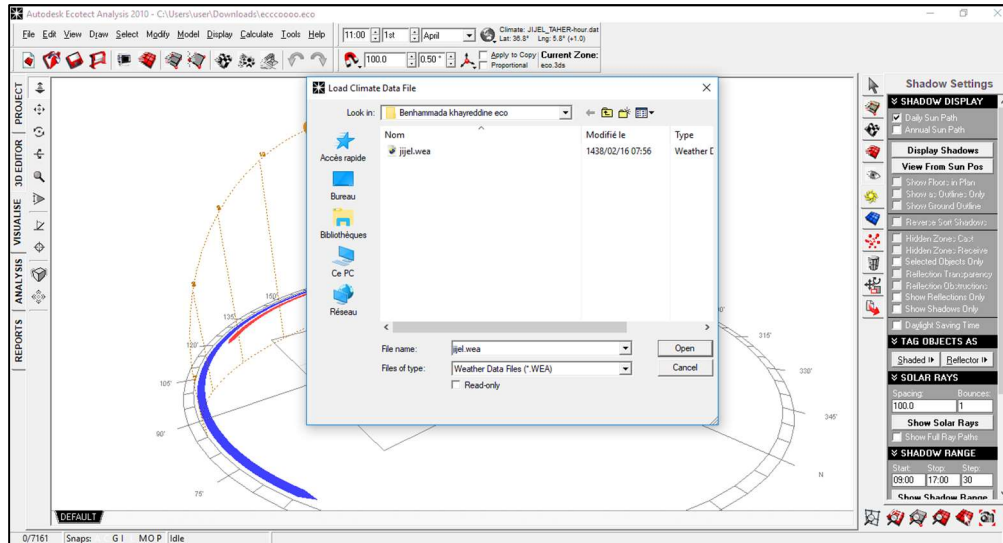 Autodesk Ecotect Analysis 2010 - C:\Users\user\Downloads\ecccoooo.eco
File Edit View Draw Select Modify Model Display Calculate Tools Help
11:00 1st April
Climate: JIJEL_TAHER-hour.dat
Lat: 36.8° Lng: 5.8° (+1.0)
100.0 0.50 °
Apply to Copy
Proportional
Current Zone:
eco.3ds
PROJECT
3D EDITOR
VISUALISE
ANALYSIS
REPORTS
Load Climate Data File
Look in: Benhammada khayreddine eco
Nom Modifié le Type
jijel.wea 1438/02/16 07:56 Weather D
Accès rapide
Bureau
Bibliothèques
Ce PC
Réseau
File name: jijel.wea Open
Files of type: Weather Data Files (*.WEA) Cancel
Read-only
150°
135°
120°
105°
90°
75°
315°
330°
345°
N
Shadow Settings
SHADOW DISPLAY
Daily Sun Path
Annual Sun Path
Display Shadows
View From Sun Pos
Show Floors in Plan
Show as Outlines Only
Show Ground Outline
Reverse Sort Shadows
Hidden Zones Cast
Hidden Zones Receive
Selected Objects Only
Reflection Transparency
Reflection Obstructions
Show Reflections Only
Show Shadows Only
Daylight Saving Time
TAG OBJECTS AS
Shaded Reflector
SOLAR RAYS
Spacing: Bounces:
100.0 1
Show Solar Rays
Show Full Ray Paths
SHADOW RANGE
Start: Stop: Step:
09:00 17:00 30
Show Shadow Range
DEFAULT
0/7161 Snaps: G I M O P Idle